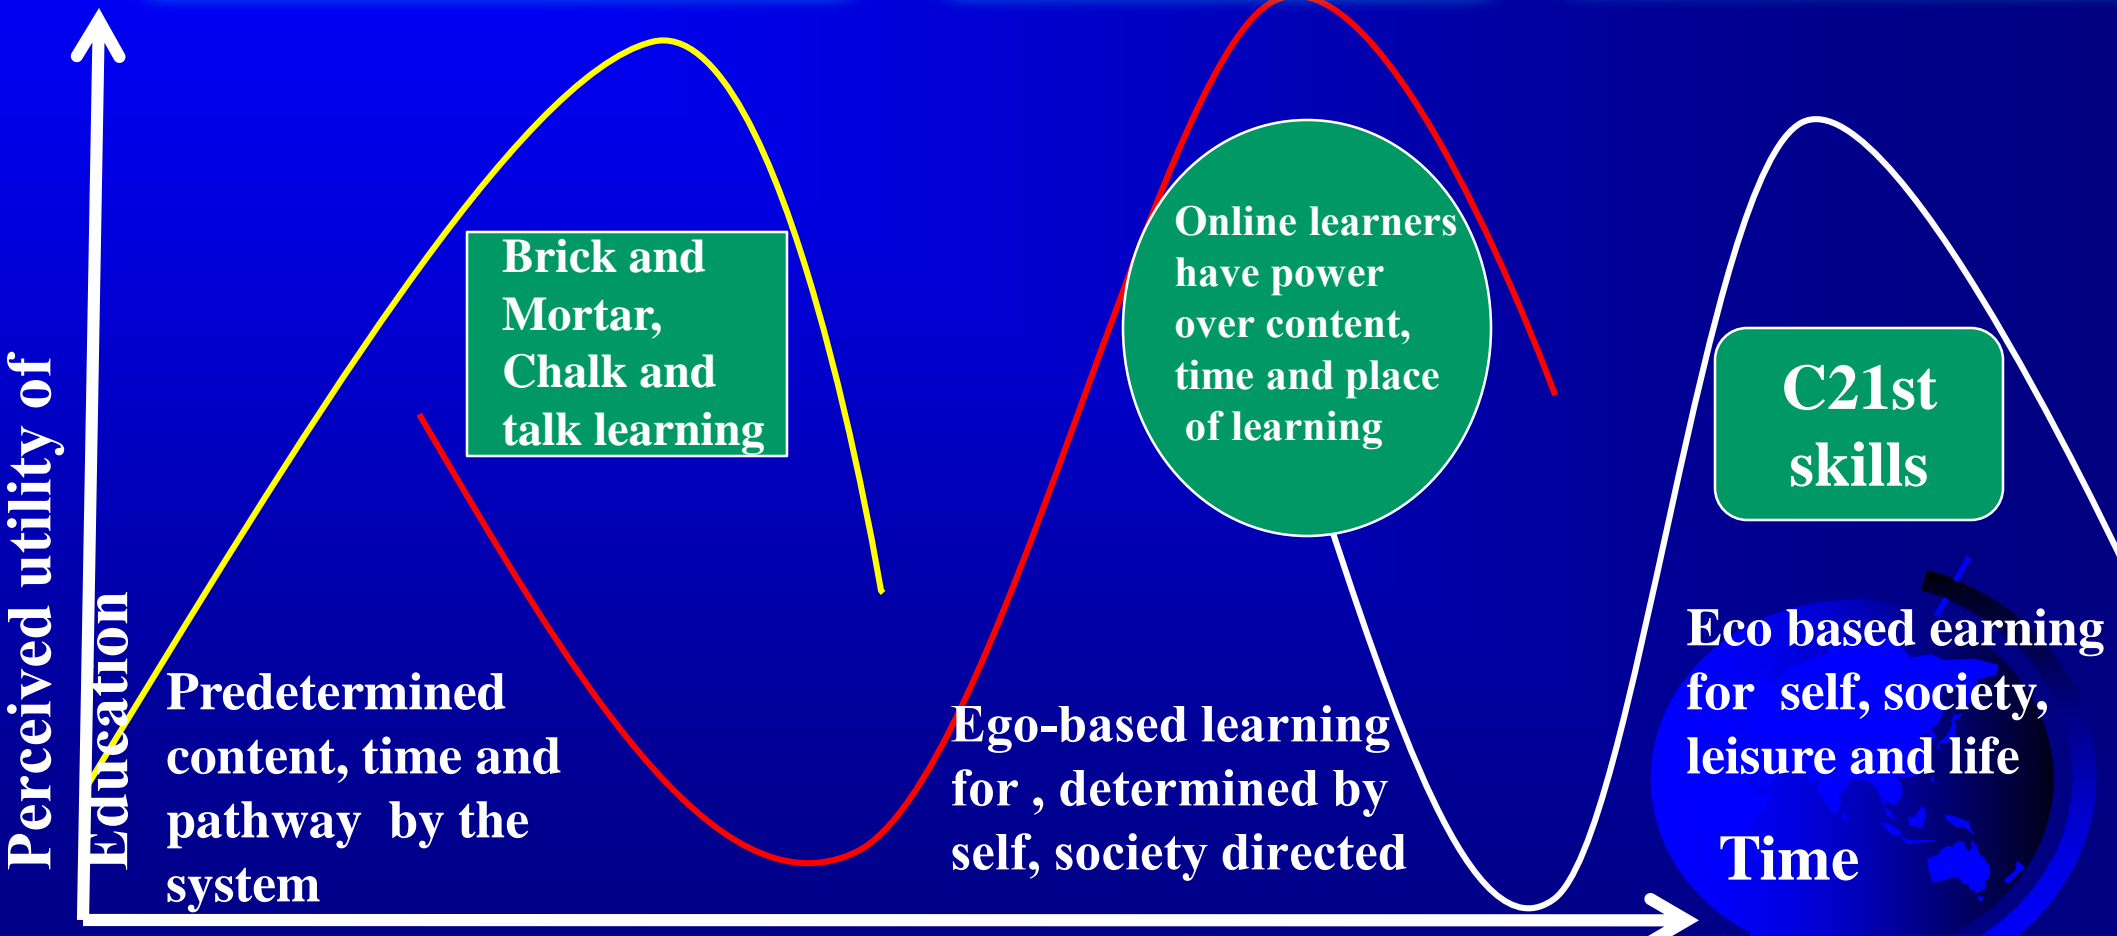 Perceived utility of
Education
Brick and
Mortar,
Chalk and
talk learning
Online learners
have power
over content,
time and place
of learning
C21st
skills
Predetermined
content, time and
pathway by the
system
Ego-based learning
for , determined by
self, society directed
Eco based earning
for self, society,
leisure and life
Time